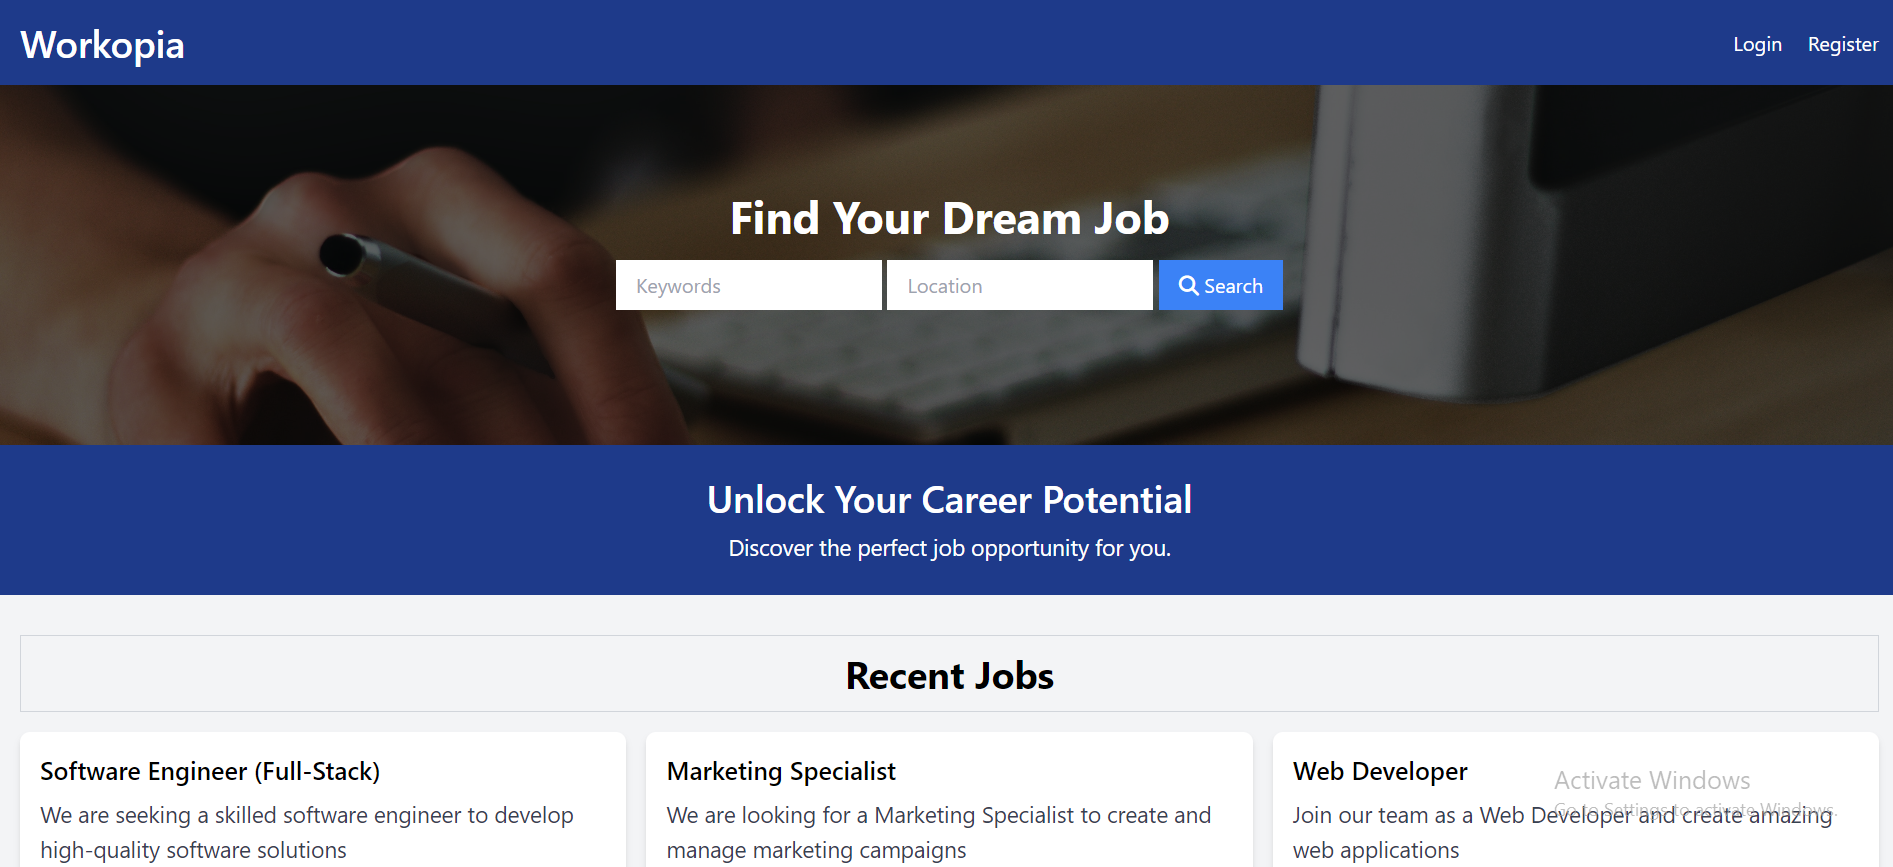 Workopia
Login Register
Find Your Dream Job
Keywords Location Search
Unlock Your Career Potential
Discover the perfect job opportunity for you.
Recent Jobs
Software Engineer (Full-Stack)
We are seeking a skilled software engineer to develop
high-quality software solutions
Marketing Specialist
We are looking for a Marketing Specialist to create and
manage marketing campaigns
Web Developer
Join our team as a Web Developer and create amazing
web applications
Activate Windows
Go to Settings to activate Windows.